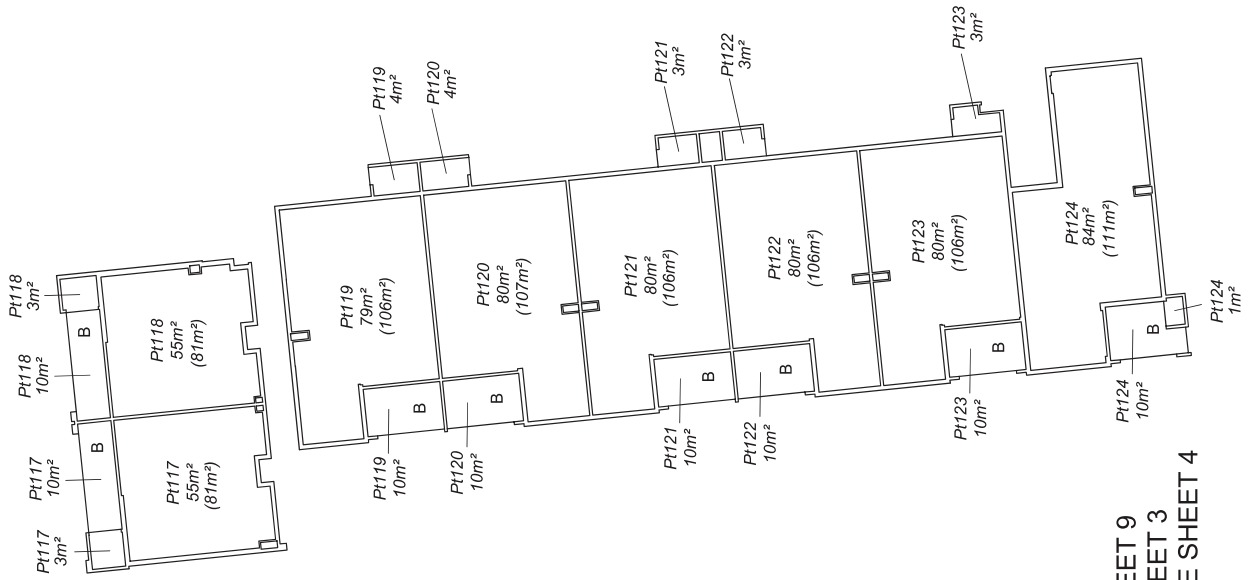 Pt118
3m²
Pt118
10m²
B
Pt118
55m²
(81m²)
Pt117
10m²
B
Pt117
3m²
Pt117
55m²
(81m²)
Pt119
4m²
Pt120
4m²
Pt119
79m²
(106m²)
B
Pt119
10m²
Pt120
80m²
(107m²)
B
Pt120
10m²
Pt121
3m²
Pt122
3m²
Pt121
80m²
(106m²)
B
Pt121
10m²
Pt122
80m²
(106m²)
B
Pt122
10m²
Pt123
3m²
Pt123
80m²
(106m²)
B
Pt123
10m²
Pt124
84m²
(111m²)
B
Pt124
10m²
Pt124
1m²
EET 9
EET 3
E SHEET 4